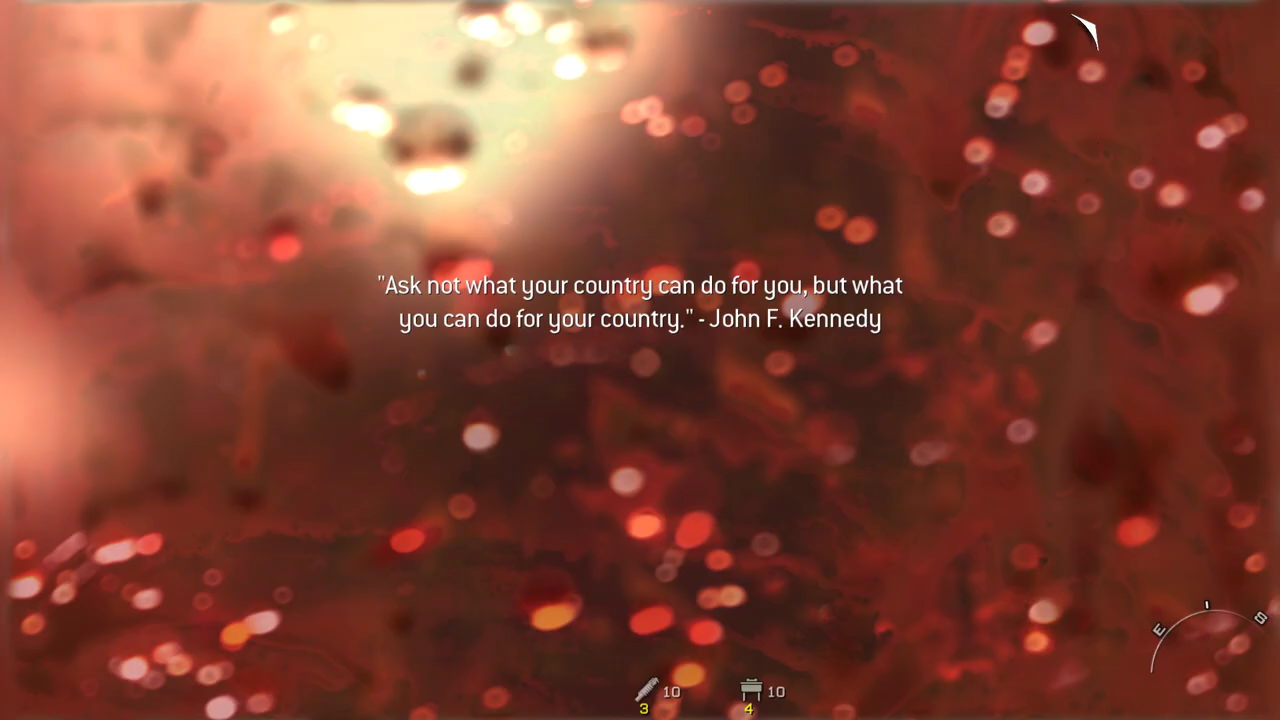 "Ask not what your country can do for you, but what
you can do for your country." - John F. Kennedy
E
S
10
10
3
4